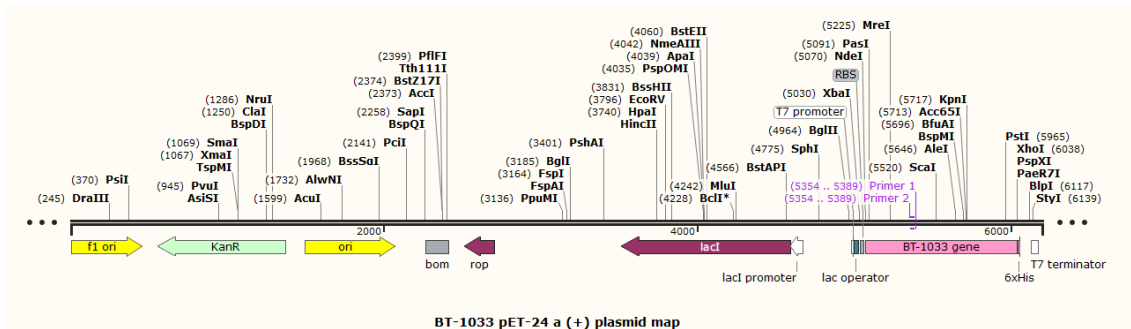 (5225) MreI
(4060) BstEII
(4042) NmeAIII
(5091) PasI
(2399) PflFI
(4039) ApaI
(5070) NdeI
Tth111I
(4035) PspOMI
RBS
(2374) BstZ17I
(1286) NruI
(2373) AccI
(3831) BssHII
(5030) XbaI
(5717) KpnI
(1250) ClaI
(2258) SapI
(3796) EcoRV
T7 promoter
(5713) Acc65I
BspDI
BspQI
(3740) HpaI
(4964) BglII
(5696) BfuAI
(1069) SmaI
(2141) PciI
(3401) PshAI
HincII
(4775) SphI
BspMI
PstI (5965)
(1067) XmaI
(1968) BssSαI
(3185) BglI
(4566) BstAPI
(5646) AleI
XhoI (6038)
TspMI
(1732) AlwNI
(3164) FspI
(5520) ScaI
PspXI
(370) PsiI
(945) PvuI
FspAI
(4242) MluI
(5354 .. 5389) Primer 1
PaeR7I
(245) DraIII
AsiSI
(1599) AcuI
(3136) PpuMI
(4228) BclI*
(5354 .. 5389) Primer 2
BlpI (6117)
StyI (6139)
2000
4000
6000
f1 ori
KanR
ori
bom
rop
lacI
lacI promoter
lac operator
BT-1033 gene
6xHis
T7 terminator
BT-1033 pET-24 a (+) plasmid map